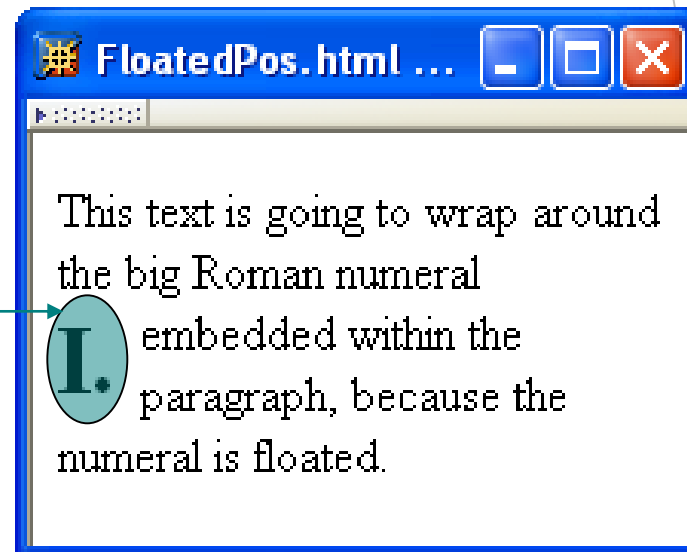 FloatedPos.html ...
This text is going to wrap around
the big Roman numeral
I. embedded within the
paragraph, because the
numeral is floated.